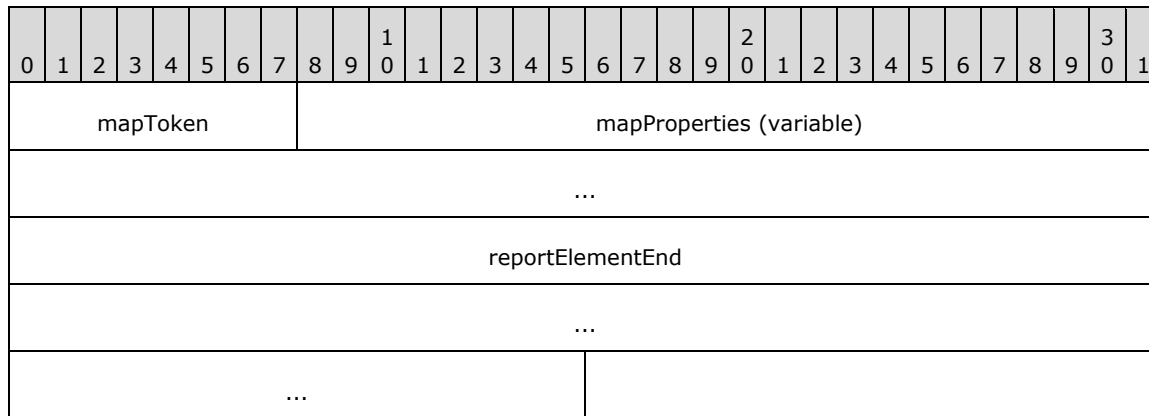 1 2 3
0 1 2 3 4 5 6 7 8 9 0 1 2 3 4 5 6 7 8 9 0 1 2 3 4 5 6 7 8 9 0 1
mapToken mapProperties (variable)
...
reportElementEnd
...
...